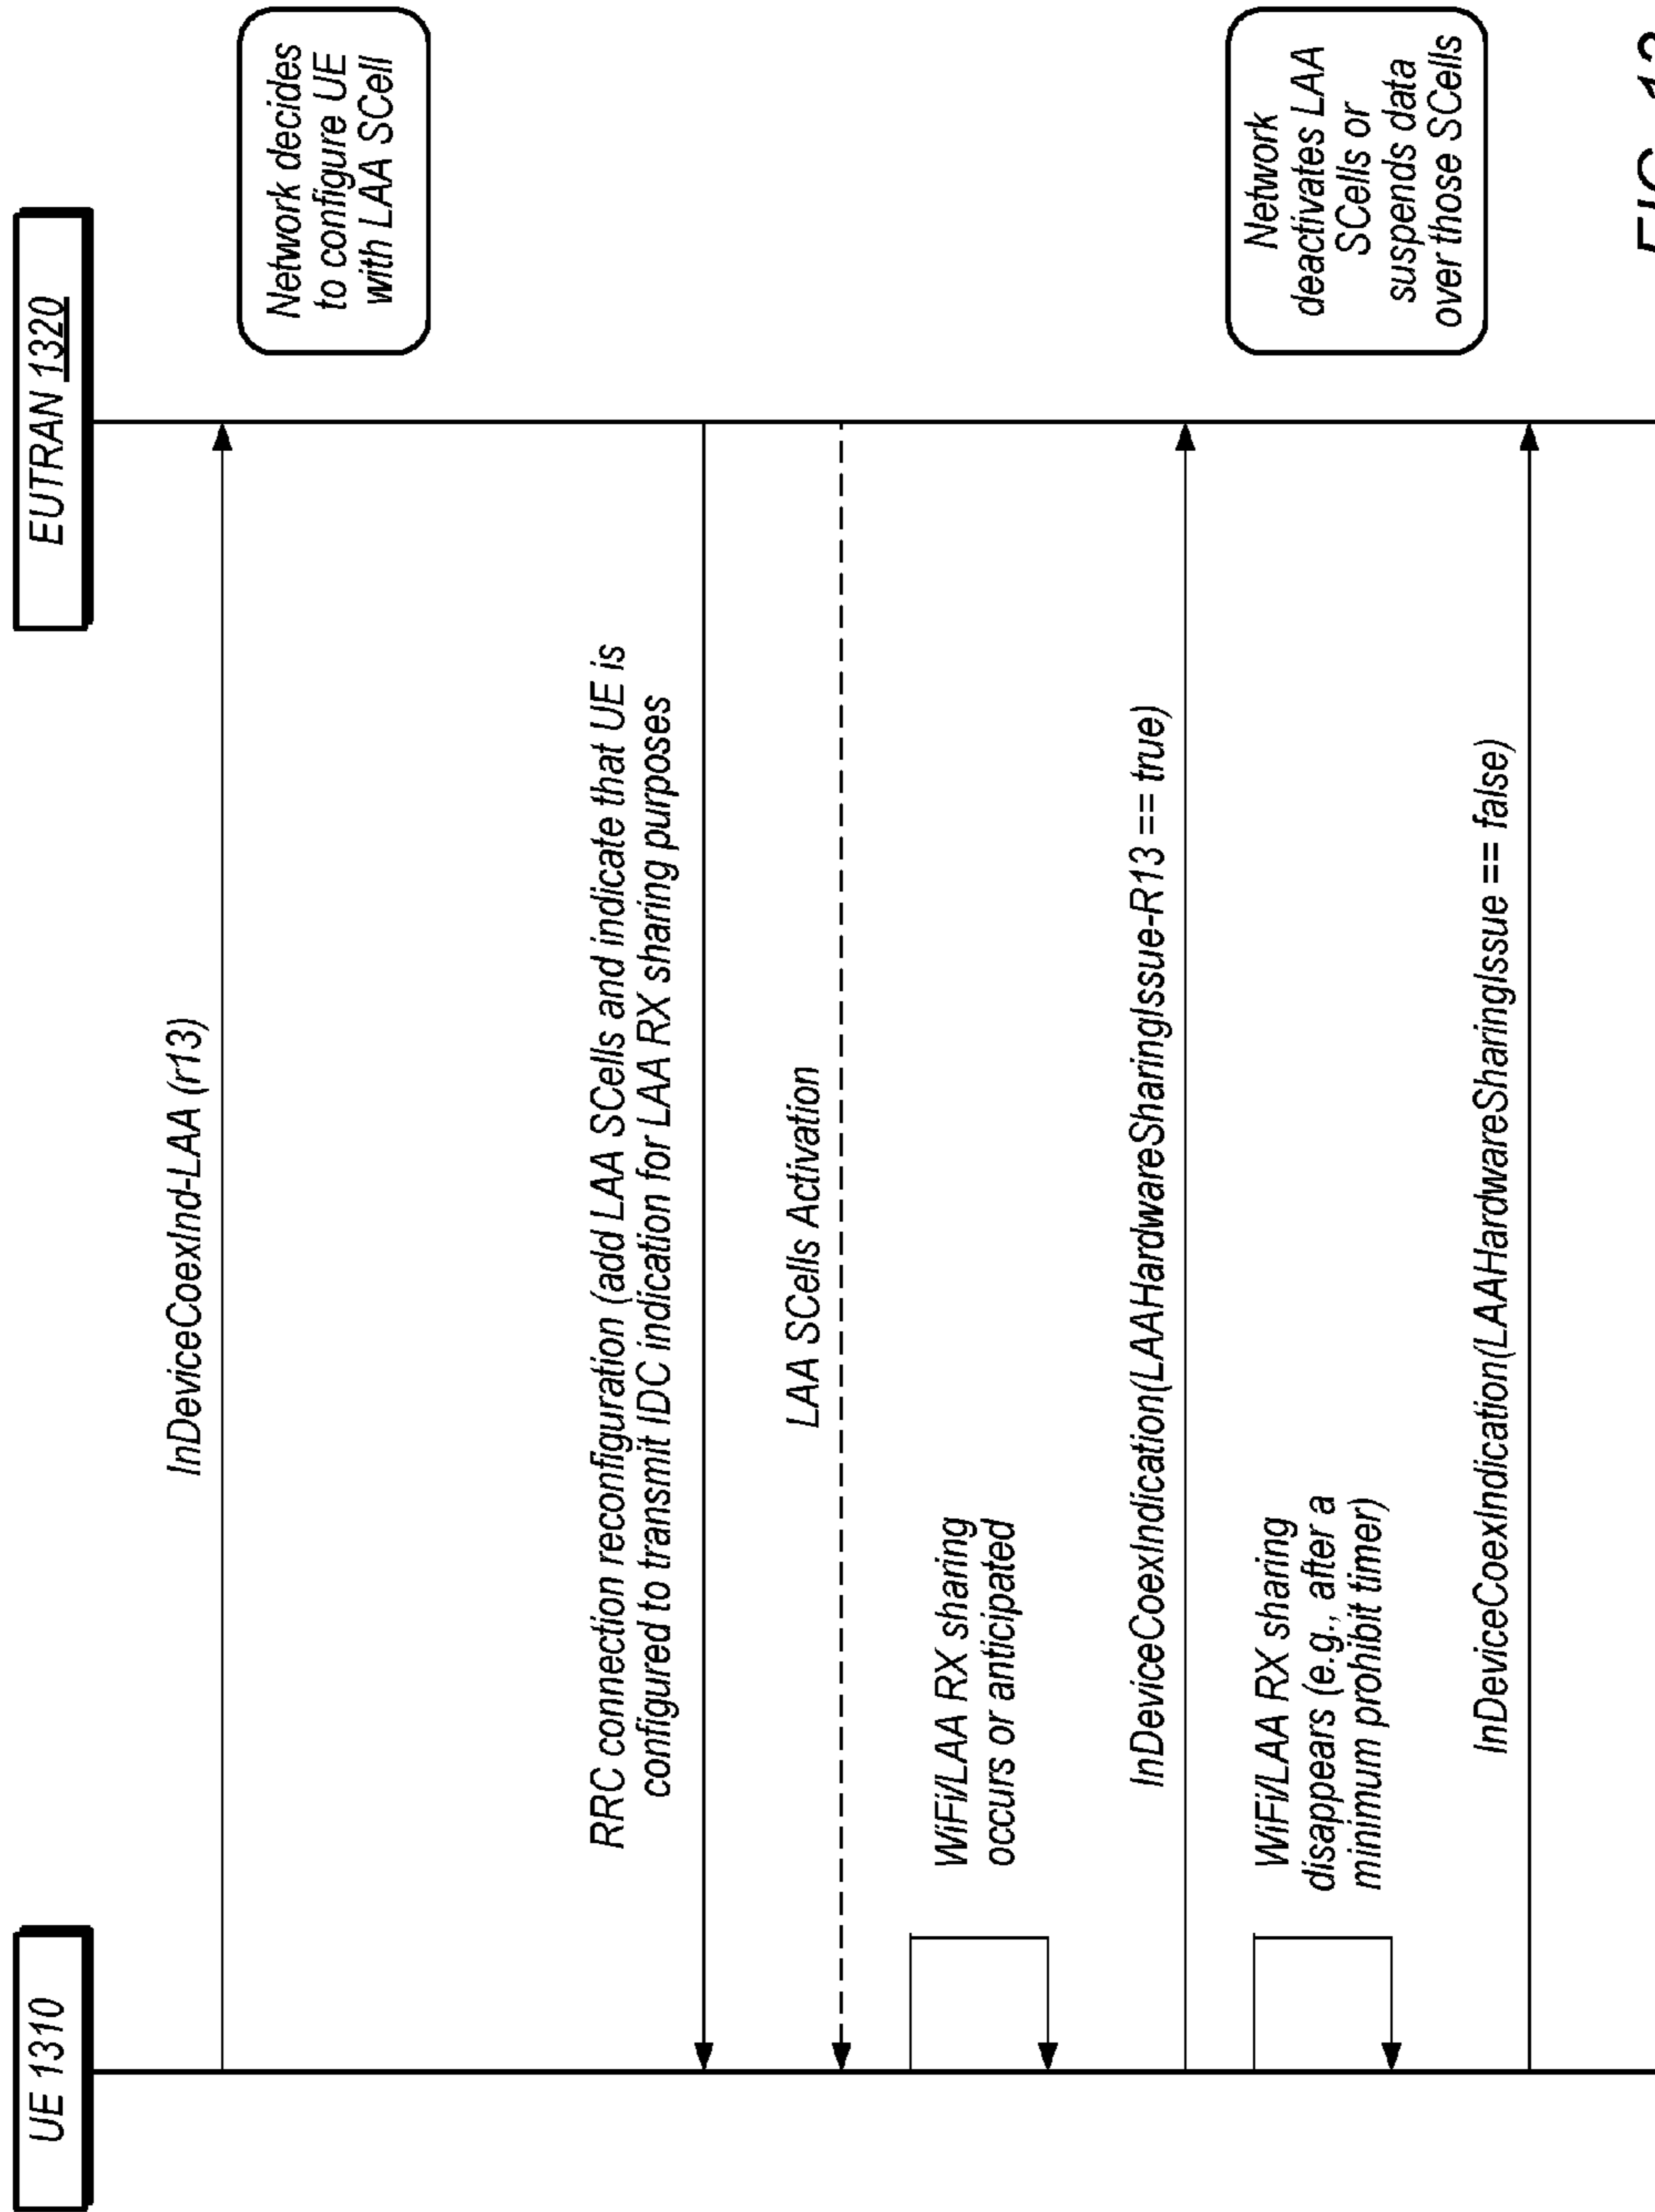 UE 1310
EUTRAN 1320
InDeviceCoexInd-LAA (r13)
Network decides
to configure UE
with LAA SCell
RRC connection reconfiguration (add LAA SCells and indicate that UE is
configured to transmit IDC indication for LAA RX sharing purposes
LAA SCells Activation
WiFi/LAA RX sharing
occurs or anticipated
InDeviceCoexIndication(LAAHardwareSharingIssue-R13 == true)
Network
deactivates LAA
SCells or
suspends data
over those SCells
WiFi/LAA RX sharing
disappears (e.g., after a
minimum prohibit timer)
InDeviceCoexIndication(LAAHardwareSharingIssue == false)